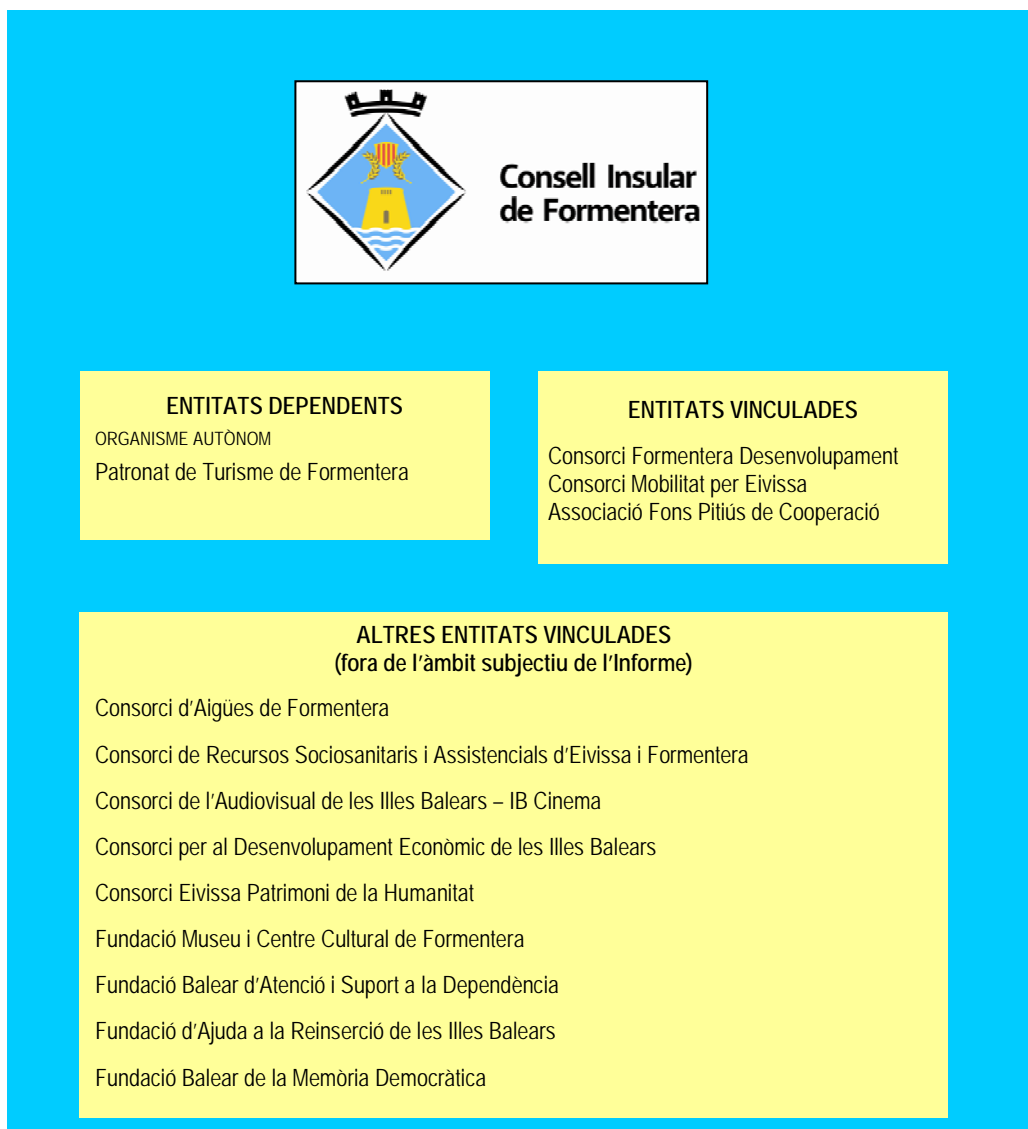 Consell Insular
de Formentera
ENTITATS DEPENDENTS
ORGANISME AUTÒNOM
Patronat de Turisme de Formentera
ENTITATS VINCULADES
Consorci Formentera Desenvolupament
Consorci Mobilitat per Eivissa
Associació Fons Pitiús de Cooperació
ALTRES ENTITATS VINCULADES
(fora de l’àmbit subjectiu de l’Informe)
Consorci d’Aigües de Formentera
Consorci de Recursos Sociosanitaris i Assistencials d’Eivissa i Formentera
Consorci de l’Audiovisual de les Illes Balears – IB Cinema
Consorci per al Desenvolupament Econòmic de les Illes Balears
Consorci Eivissa Patrimoni de la Humanitat
Fundació Museu i Centre Cultural de Formentera
Fundació Balear d’Atenció i Suport a la Dependència
Fundació d’Ajuda a la Reinserció de les Illes Balears
Fundació Balear de la Memòria Democràtica